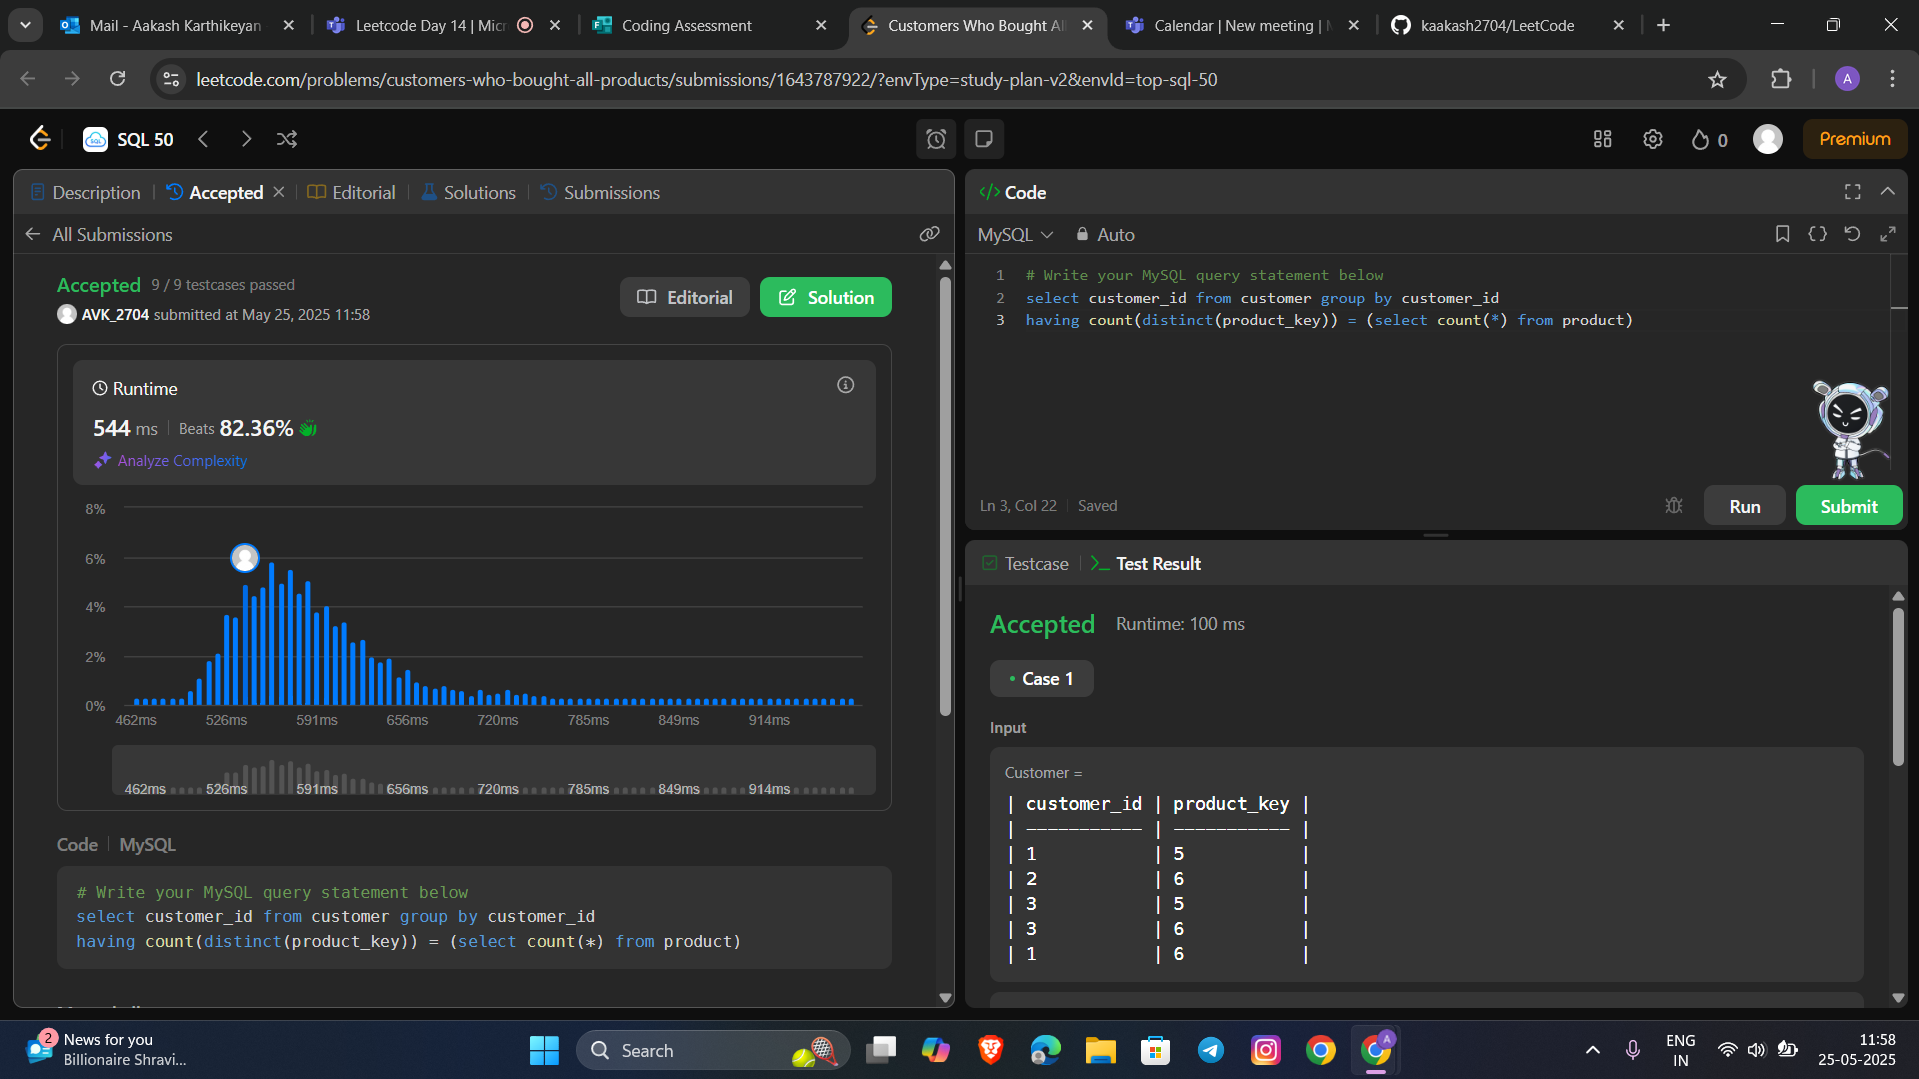 Mail - Aakash Karthikeyan
Leetcode Day 14 | Micr
Coding Assessment
Customers Who Bought Al
Calendar | New meeting |
kaakash2704/LeetCode
leetcode.com/problems/customers-who-bought-all-products/submissions/1643787922/?envType=study-plan-v2&envId=top-sql-50
A
SQL 50
0
Premium
Description
Accepted
Editorial
Solutions
Submissions
All Submissions
Accepted 9 / 9 testcases passed
AVK_2704 submitted at May 25, 2025 11:58
Editorial
Solution
Runtime
544 ms Beats 82.36%
Analyze Complexity
8%
6%
4%
2%
0%
462ms 526ms 591ms 656ms 720ms 785ms 849ms 914ms
462ms 526ms 591ms 656ms 720ms 785ms 849ms 914ms
Code MySQL
# Write your MySQL query statement below
select customer_id from customer group by customer_id
having count(distinct(product_key)) = (select count(*) from product)
</> Code
MySQL Auto
1 # Write your MySQL query statement below
2 select customer_id from customer group by customer_id
3 having count(distinct(product_key)) = (select count(*) from product)
Ln 3, Col 22 Saved
Run
Submit
Testcase
Test Result
Accepted Runtime: 100 ms
Case 1
Input
Customer =
| customer_id | product_key |
| ----------- | ----------- |
| 1 | 5 |
| 2 | 6 |
| 3 | 5 |
| 3 | 6 |
| 1 | 6 |
2
News for you
Billionaire Shravi...
Search
A
ENG
IN
11:58
25-05-2025